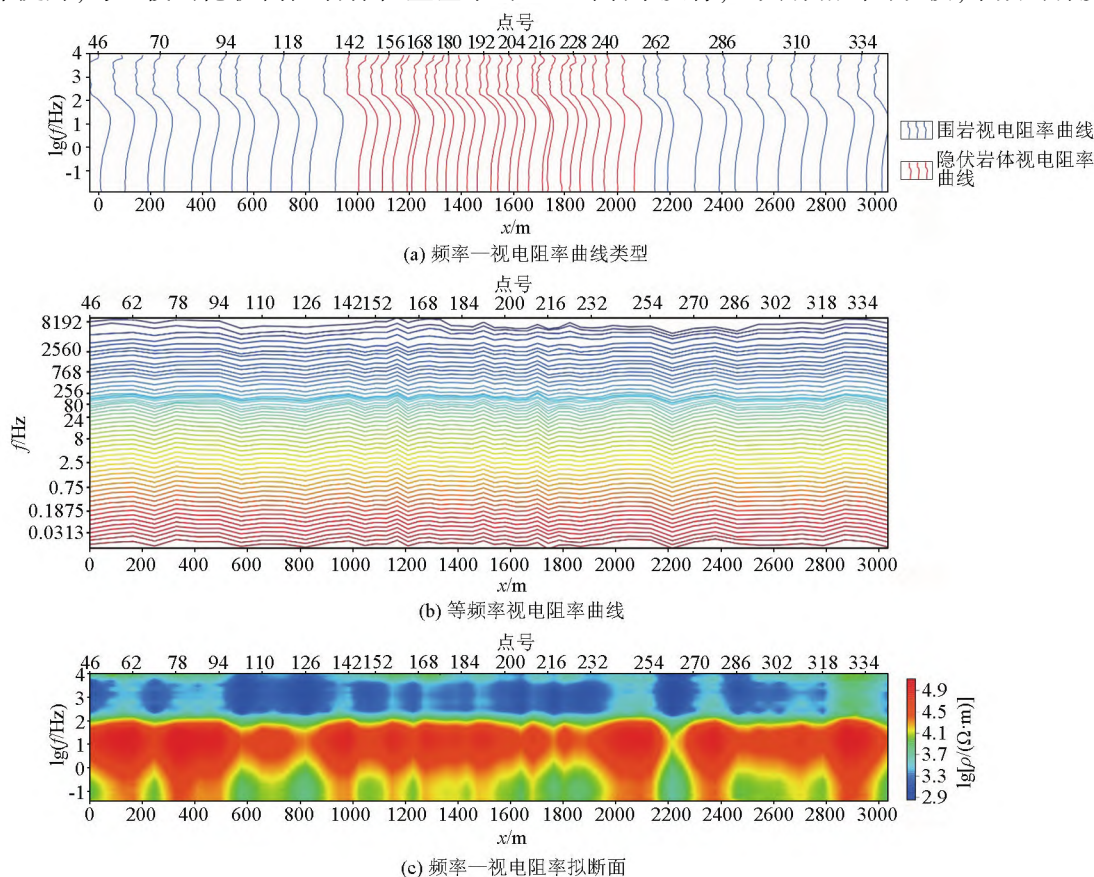 点号
46 70 94 118 142 156 168 180 192 204 216 228 240 262 286 310 334
4
3
2
1
0
-1
lg(f/Hz)
0 200 400 600 800 1000 1200 1400 1600 1800 2000 2200 2400 2600 2800 3000
x/m
围岩视电阻率曲线
隐伏岩体视电阻率
曲线
(a) 频率—视电阻率曲线类型
点号
46 62 78 94 110 126 142 152 168 184 200 216 232 254 270 286 302 318 334
8192
2560
768
256
80
24
8
2.5
0.75
0.1875
0.0313
f/Hz
0 200 400 600 800 1000 1200 1400 1600 1800 2000 2200 2400 2600 2800 3000
x/m
(b) 等频率视电阻率曲线
点号
46 62 78 94 110 126 142 152 168 184 200 216 232 254 270 286 302 318 334
4
3
2
1
0
-1
lg(f/Hz)
0 200 400 600 800 1000 1200 1400 1600 1800 2000 2200 2400 2600 2800 3000
x/m
4.9
4.5
4.1
3.7
3.3
2.9
lg[ρ/(Ω·m)]
(c) 频率—视电阻率拟断面